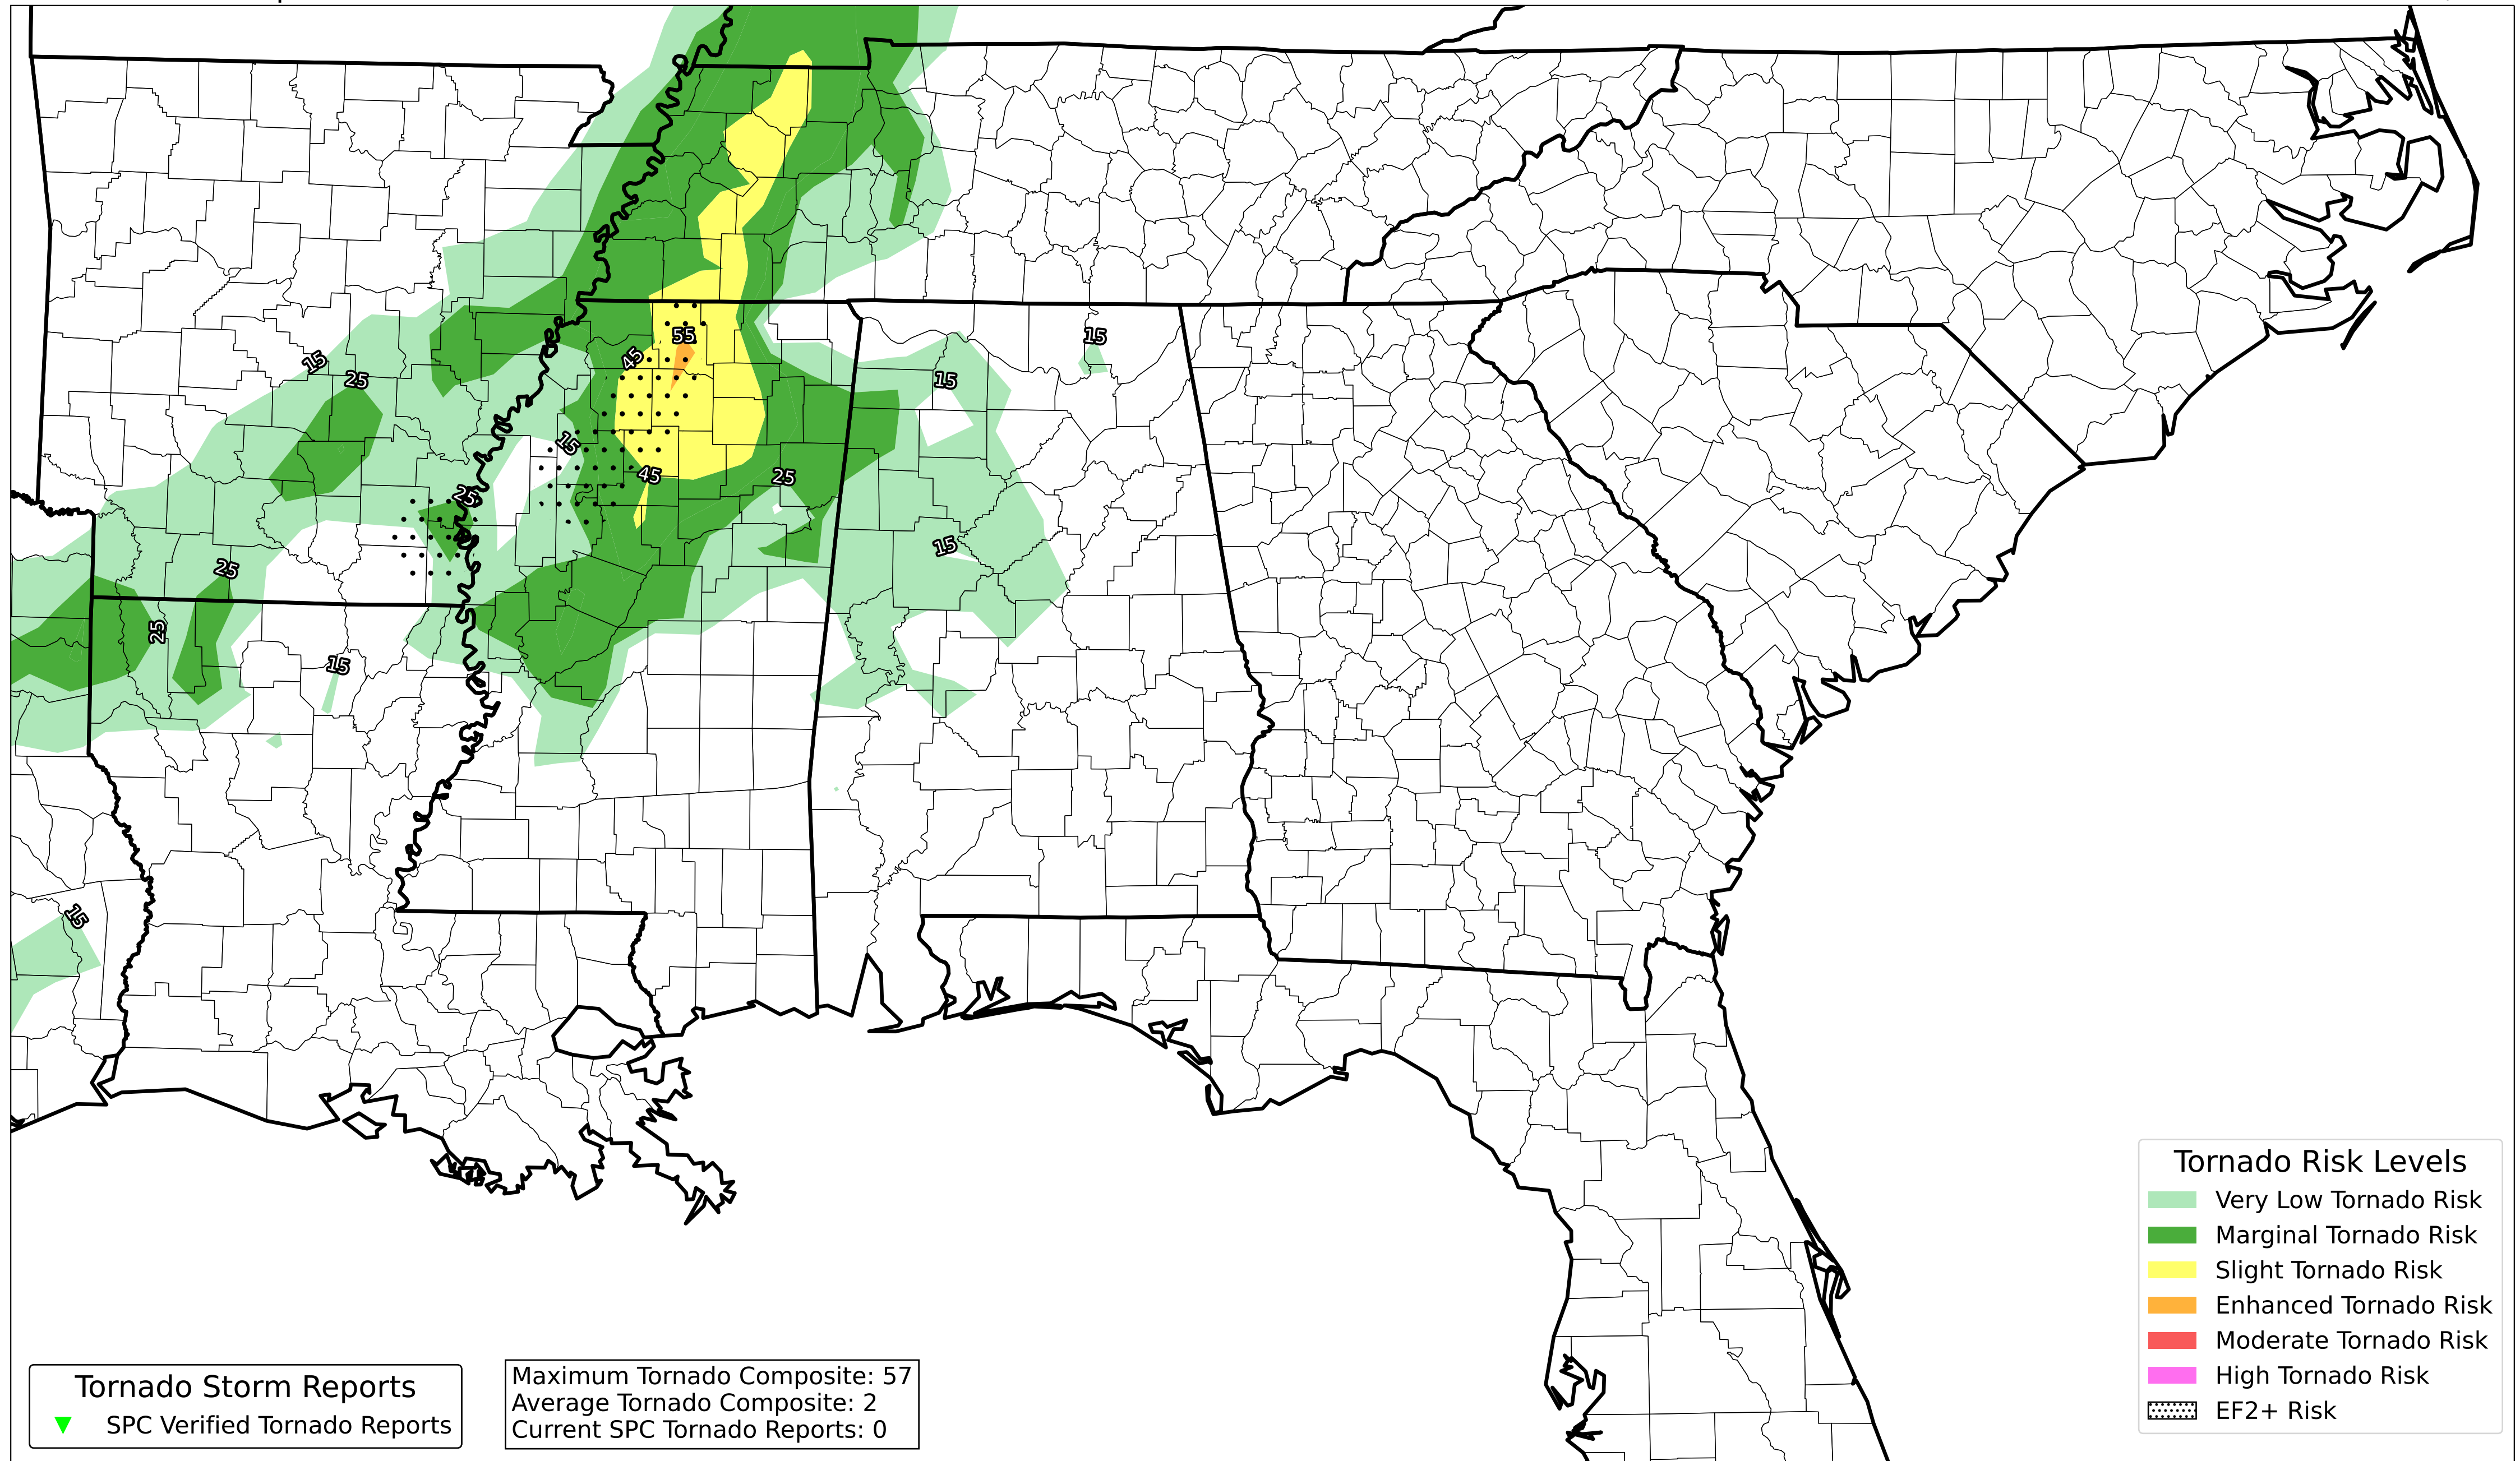 15
55
45
15
25
15
15
45
25
25
15
25
25
15
15
Tornado Risk Levels
Very Low Tornado Risk
Marginal Tornado Risk
Slight Tornado Risk
Enhanced Tornado Risk
Moderate Tornado Risk
High Tornado Risk
EF2+ Risk
Tornado Storm Reports
SPC Verified Tornado Reports
Maximum Tornado Composite: 57
Average Tornado Composite: 2
Current SPC Tornado Reports: 0